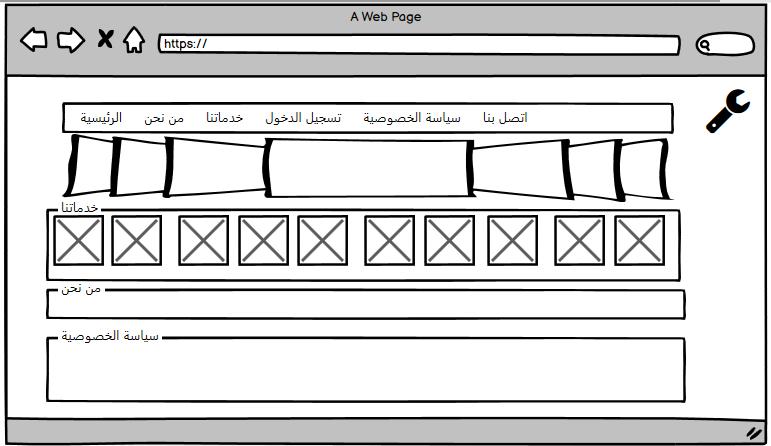 A Web Page
https://
الرئيسية من نحن خدماتنا تسجيل الدخول سياسة الخصوصية اتصل بنا
خدماتنا
من نحن
سياسة الخصوصية